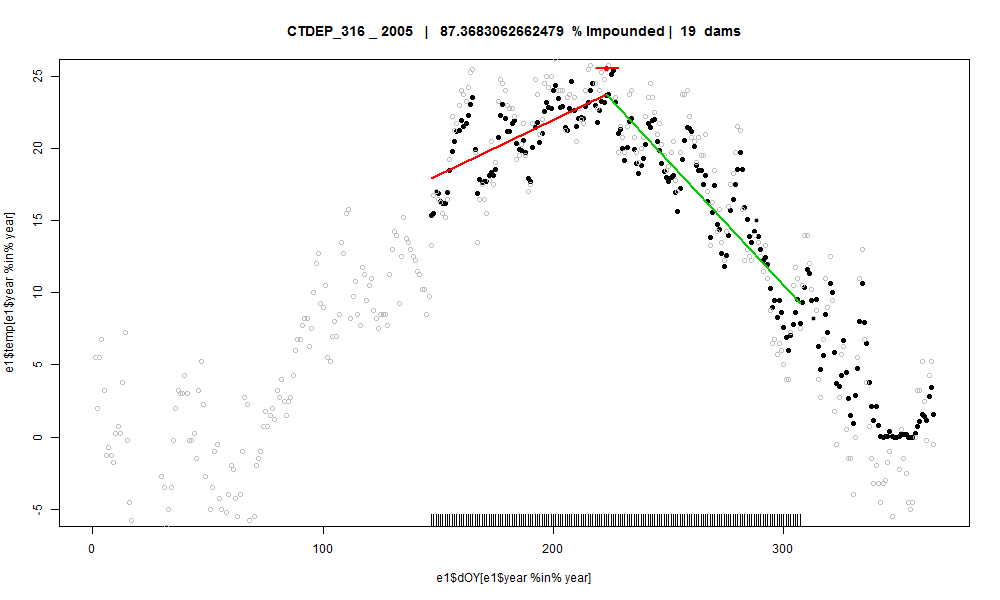 CTDEP_316 _ 2005 | 87.3683062662479 % Impounded | 19 dams
e1$temp[e1$year %in% year]
25
20
15
10
5
0
-5
0 100 200 300
e1$dOY[e1$year %in% year]